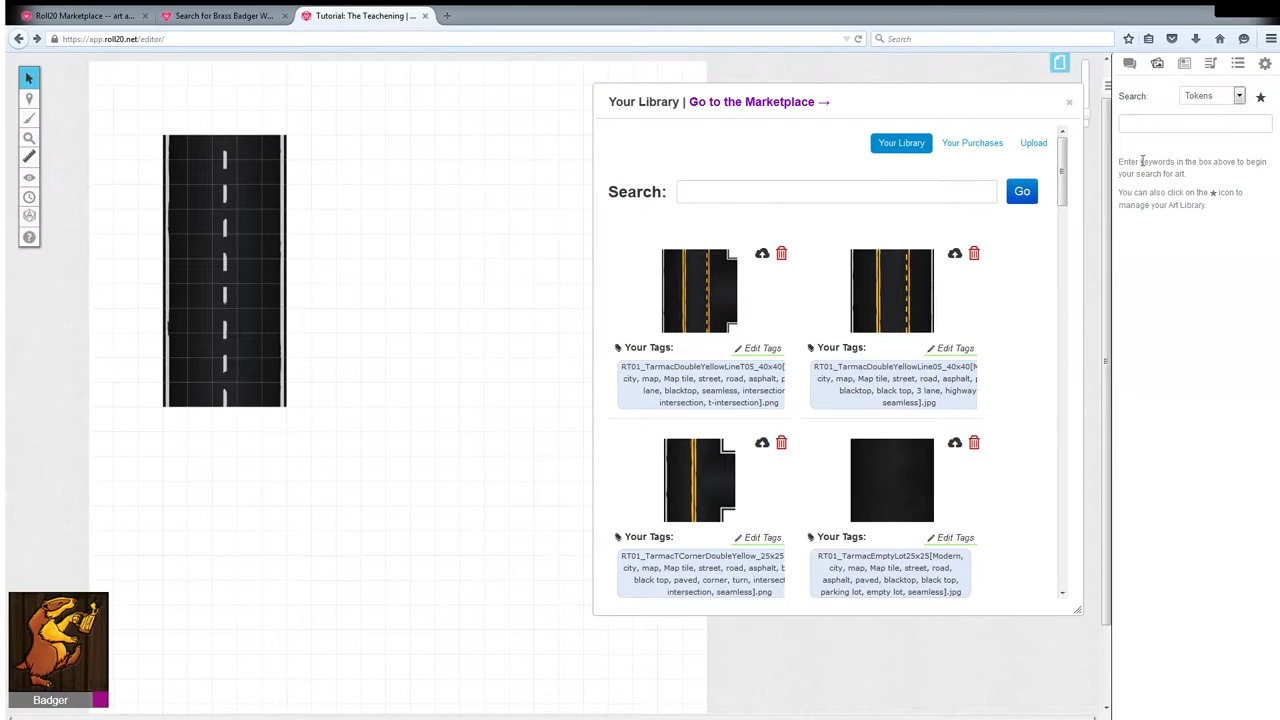 Roll20 Marketplace -- art a...
Search for Brass Badger W...
Tutorial: The Teachening | ...
https://app.roll20.net/editor/
Search
Your Library | Go to the Marketplace →
Your Library
Your Purchases
Upload
Search:
Go
Your Tags:
Edit Tags
RT01_TarmacDoubleYellowLineT05_40x40[
city, map, Map tile, street, road, asphalt, p
lane, blacktop, seamless, intersection
intersection, t-intersection].png
Your Tags:
Edit Tags
RT01_TarmacDoubleYellowLine05_40x40[M
city, map, Map tile, street, road, asphalt, p
blacktop, black top, 3 lane, highway
seamless].jpg
Your Tags:
Edit Tags
RT01_TarmacTCornerDoubleYellow_25x25
city, map, Map tile, street, road, asphalt, b
black top, paved, corner, turn, intersect
intersection, seamless].png
Your Tags:
Edit Tags
RT01_TarmacEmptyLot25x25[Modern,
city, map, Map tile, street, road,
asphalt, paved, blacktop, black top,
parking lot, empty lot, seamless].jpg
Search:
Tokens
Enter keywords in the box above to begin
your search for art.
You can also click on the ★ icon to
manage your Art Library.
Badger